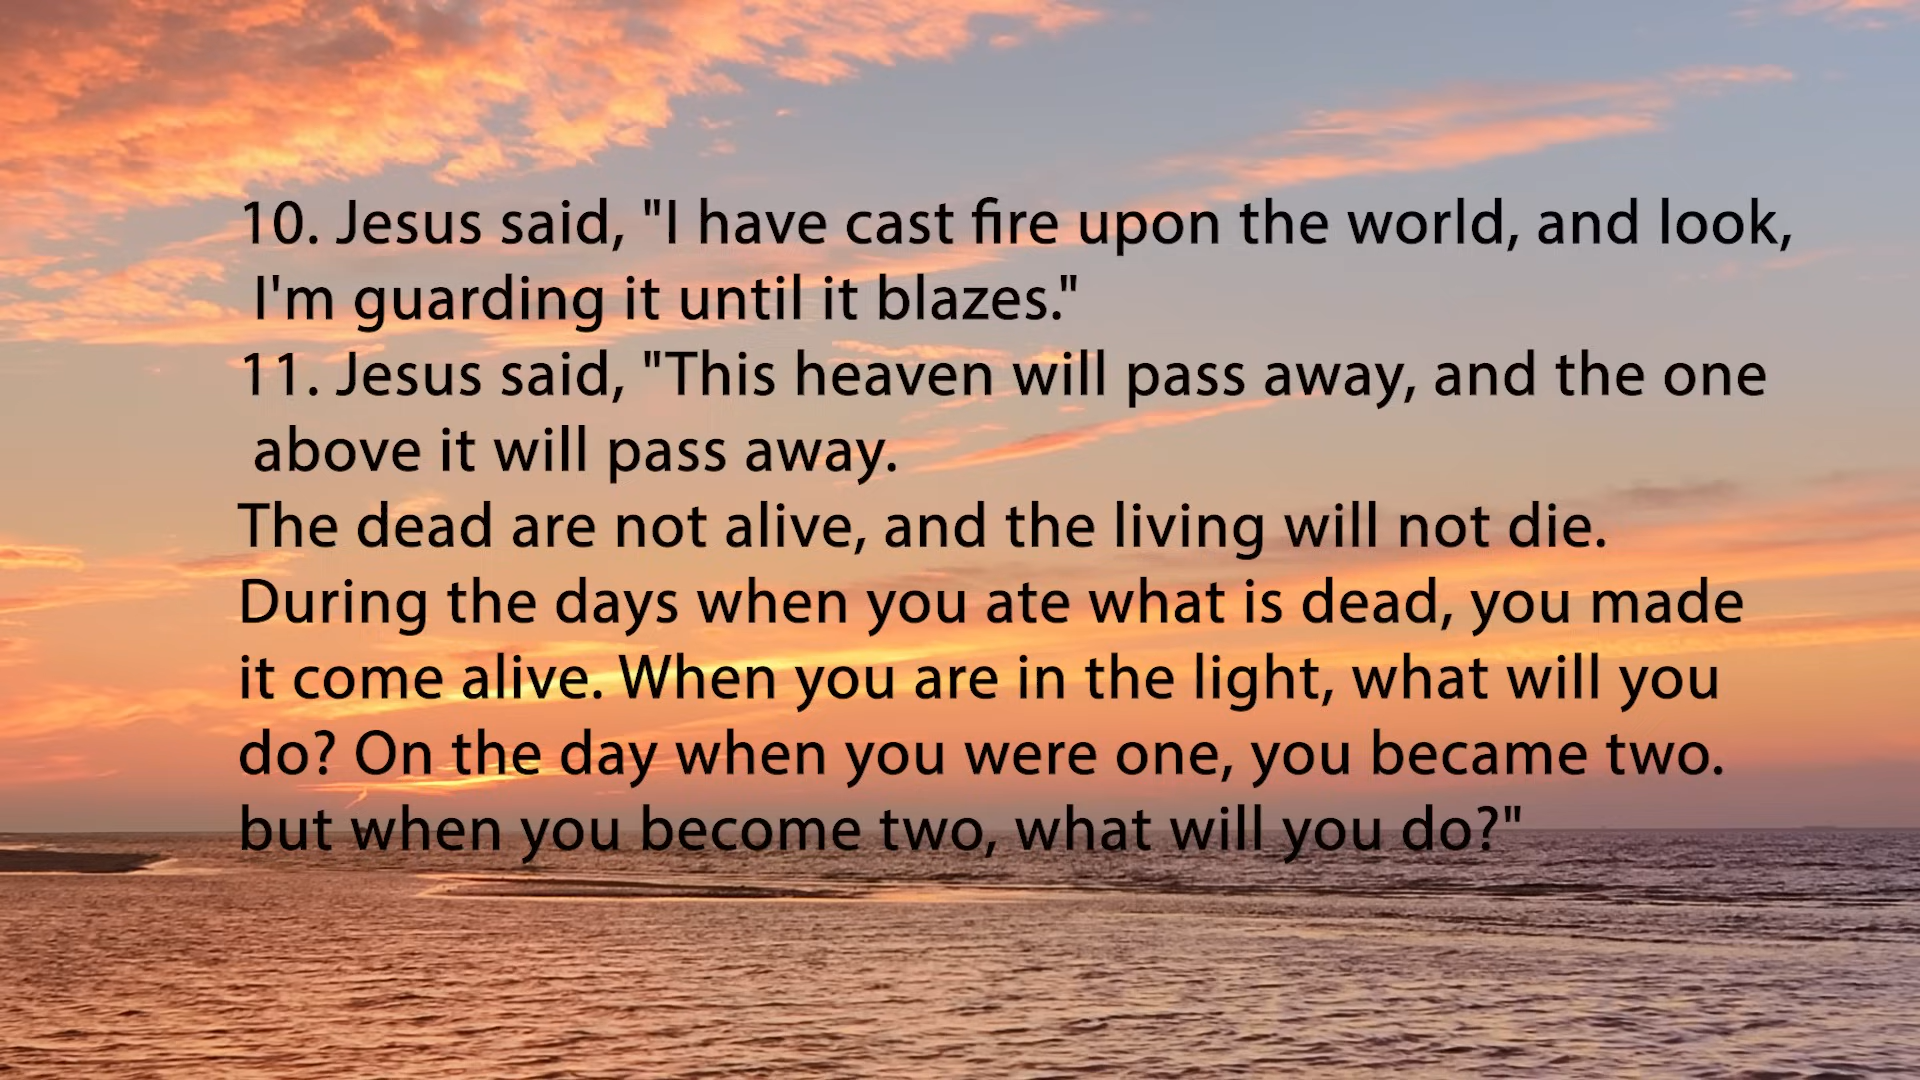 10. Jesus said, "I have cast fire upon the world, and look,
I'm guarding it until it blazes."
11. Jesus said, "This heaven will pass away, and the one
above it will pass away.
The dead are not alive, and the living will not die.
During the days when you ate what is dead, you made
it come alive. When you are in the light, what will you
do? On the day when you were one, you became two.
but when you become two, what will you do?"